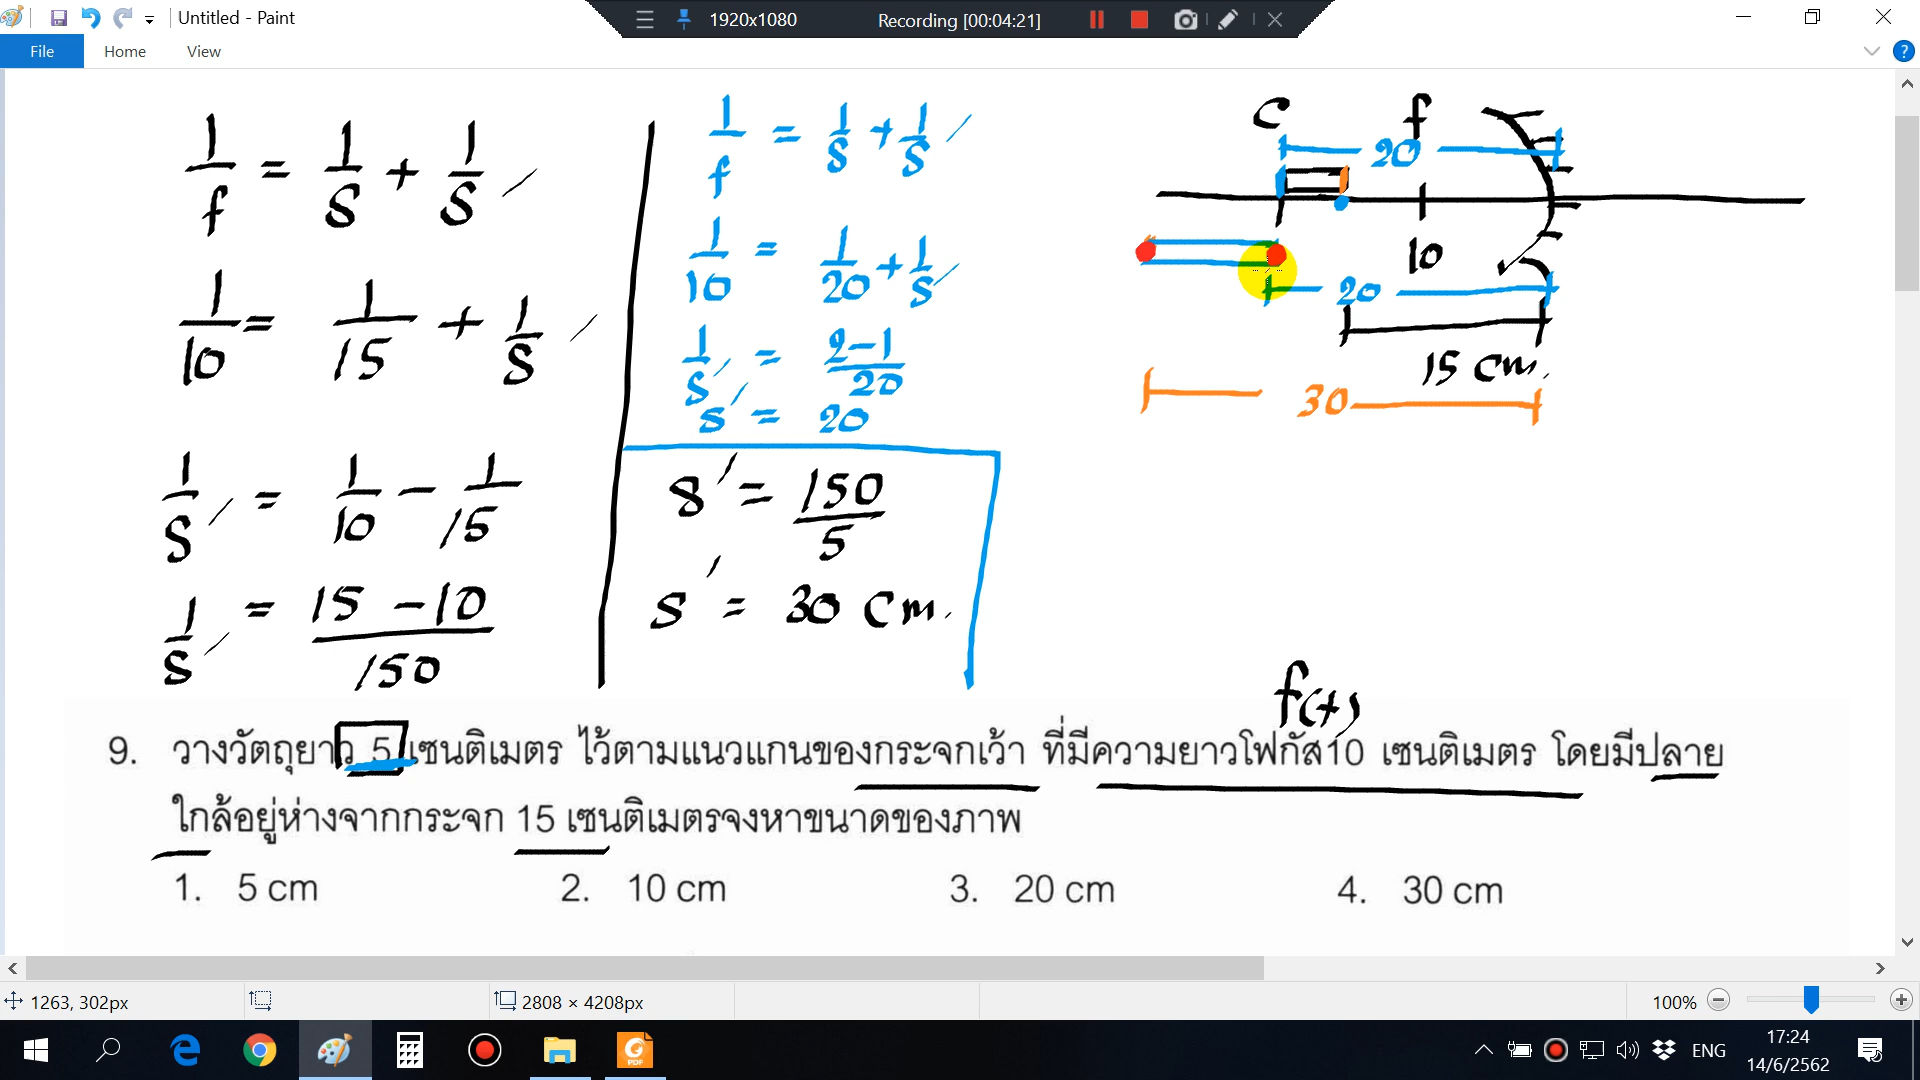 Untitled - Paint
1920x1080
Recording [00:04:21]
File
Home
View
1/f = 1/s + 1/s′
1/10 = 1/15 + 1/s′
1/s′ = 1/10 − 1/15
1/s′ = 15 − 10/150
1/f = 1/s + 1/s′
1/10 = 1/20 + 1/s′
1/s′ = 2−1/20
s′ = 20
s′ = 150/5
s′ = 30 cm.
C f
20
10
20
15 cm.
30
f(+)
9. วางวัตถุยาว 5 เซนติเมตร ไว้ตามแนวแกนของกระจกเว้า ที่มีความยาวโฟกัส10 เซนติเมตร โดยมีปลาย
ใกล้อยู่ห่างจากกระจก 15 เซนติเมตรจงหาขนาดของภาพ
1. 5 cm 2. 10 cm 3. 20 cm 4. 30 cm
1263, 302px
2808 × 4208px
100%
PDF
ENG
17:24
14/6/2562